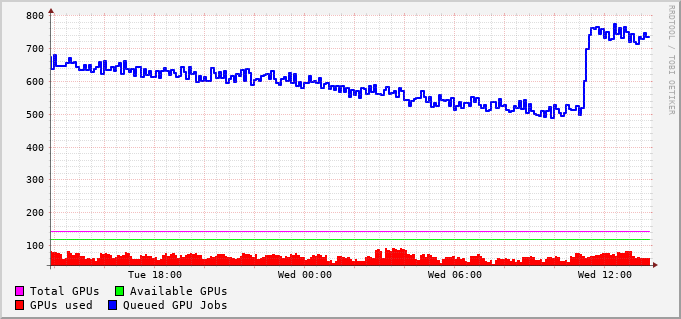 800
700
600
500
400
300
200
100
Tue 18:00 Wed 00:00 Wed 06:00 Wed 12:00
Total GPUs Available GPUs
GPUs used Queued GPU Jobs
RRDTOOL / TOBI OETIKER